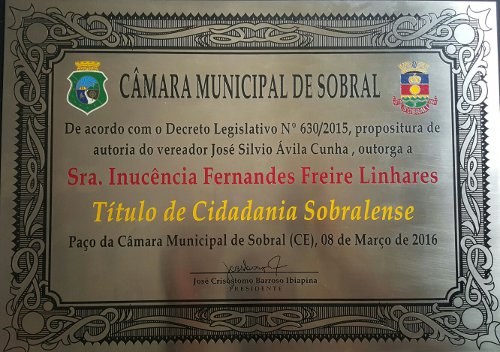 CÂMARA MUNICIPAL DE SOBRAL
De acordo com o Decreto Legislativo Nº 630/2015, propositura de
autoria do vereador José Silvio Ávila Cunha , outorga a
Sra. Inucência Fernandes Freire Linhares
Título de Cidadania Sobralense
Paço da Câmara Municipal de Sobral (CE), 08 de Março de 2016
José Crisóstomo Barroso Ibiapina
PRESIDENTE